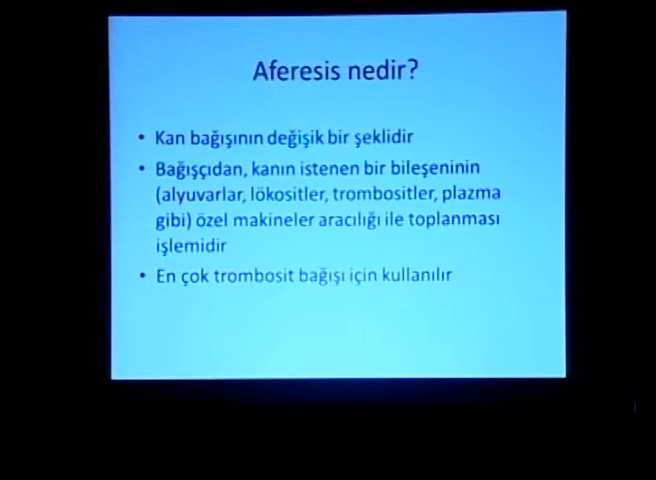 Aferesis nedir?
• Kan bağışının değişik bir şeklidir
• Bağışçıdan, kanın istenen bir bileşeninin
(alyuvarlar, lökositler, trombositler, plazma
gibi) özel makineler aracılığı ile toplanması
işlemidir
• En çok trombosit bağışı için kullanılır